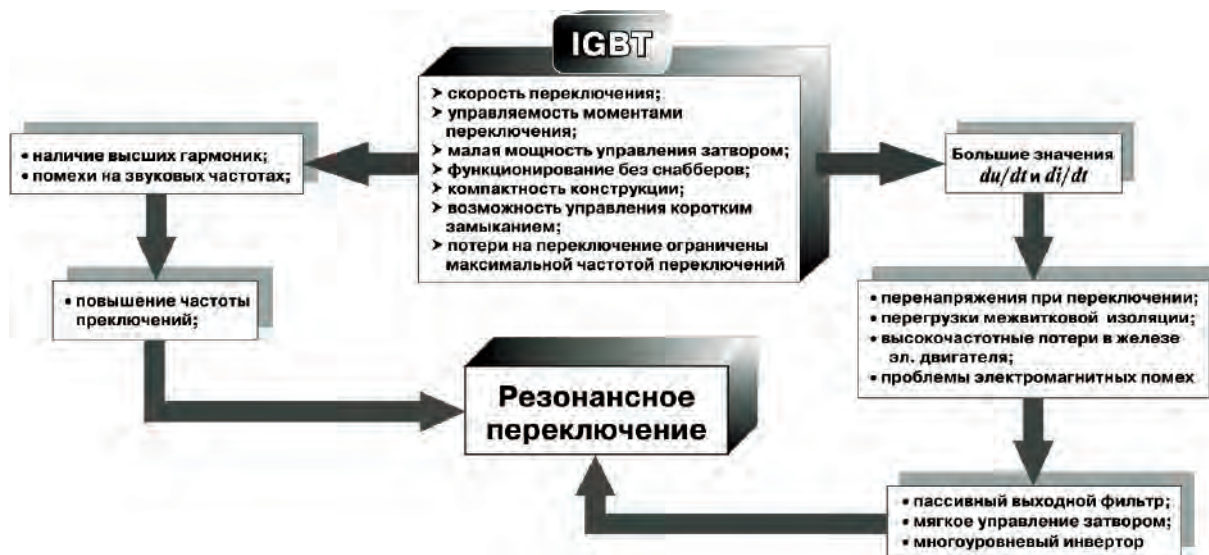 IGBT
➤ скорость переключения;
➤ управляемость моментами
переключения;
➤ малая мощность управления затвором;
➤ функционирование без снабберов;
➤ компактность конструкции;
➤ возможность управления коротким
замыканием;
➤ потери на переключение ограничены
максимальной частотой переключений
• наличие высших гармоник;
• помехи на звуковых частотах;
• повышение частоты
преключений;
Большие значения
du/dt и di/dt
• перенапряжения при переключении;
• перегрузки межвитковой изоляции;
• высокочастотные потери в железе
эл. двигателя;
• проблемы электромагнитных помех
• пассивный выходной фильтр;
• мягкое управление затвором;
• многоуровневый инвертор
Резонансное
переключение